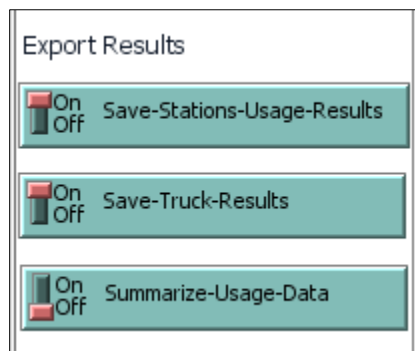 Export Results
On
Off
Save-Stations-Usage-Results
On
Off
Save-Truck-Results
On
Off
Summarize-Usage-Data